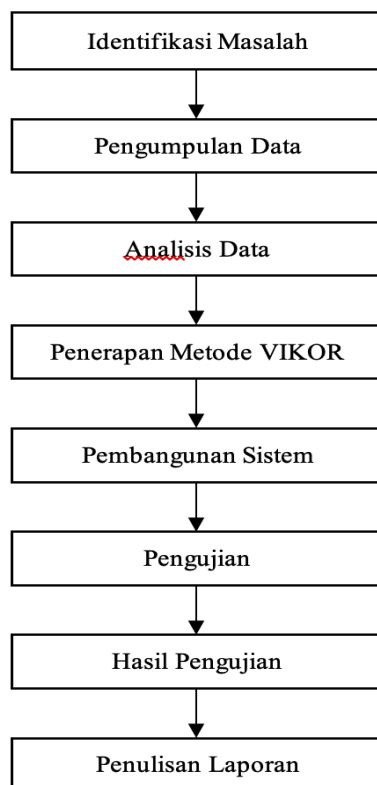 Identifikasi Masalah
Pengumpulan Data
Analisis Data
Penerapan Metode VIKOR
Pembangunan Sistem
Pengujian
Hasil Pengujian
Penulisan Laporan